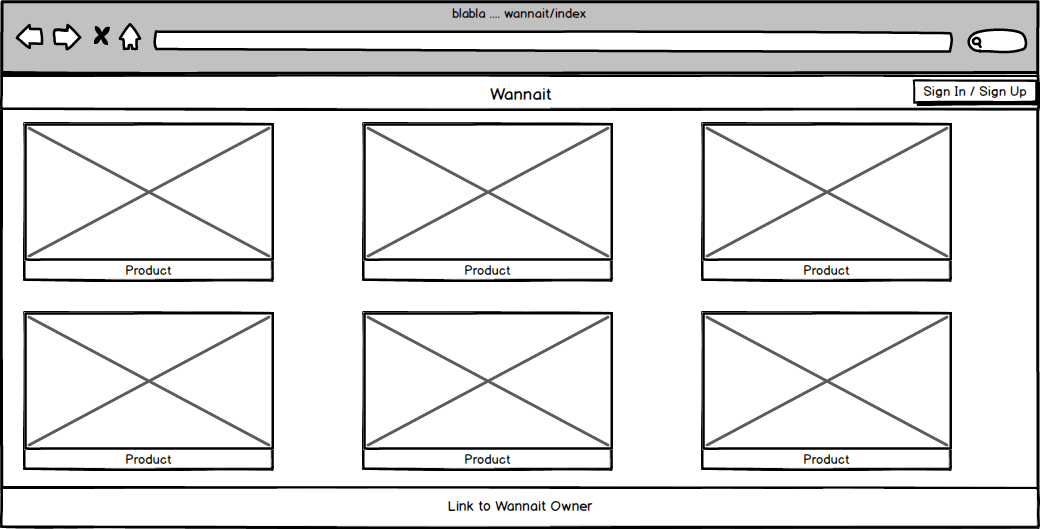 blabla .... wannait/index
Wannait
Sign In / Sign Up
Product
Product
Product
Product
Product
Product
Link to Wannait Owner